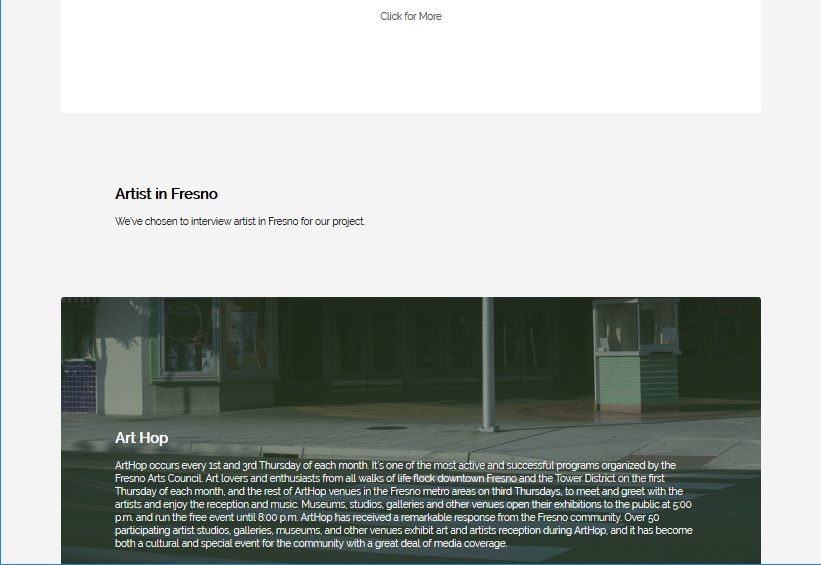 Click for More
Artist in Fresno
We've chosen to interview artist in Fresno for our project.
Art Hop
ArtHop occurs every 1st and 3rd Thursday of each month. It's one of the most active and successful programs organized by the
Fresno Arts Council. Art lovers and enthusiasts from all walks of life flock downtown Fresno and the Tower District on the first
Thursday of each month, and the rest of ArtHop venues in the Fresno metro areas on third Thursdays, to meet and greet with the
artists and enjoy the reception and music. Museums, studios, galleries and other venues open their exhibitions to the public at 5:00
p.m. and run the free event until 8:00 p.m. ArtHop has received a remarkable response from the Fresno community. Over 50
participating artist studios, galleries, museums, and other venues exhibit art and artists reception during ArtHop, and it has become
both a cultural and special event for the community with a great deal of media coverage.